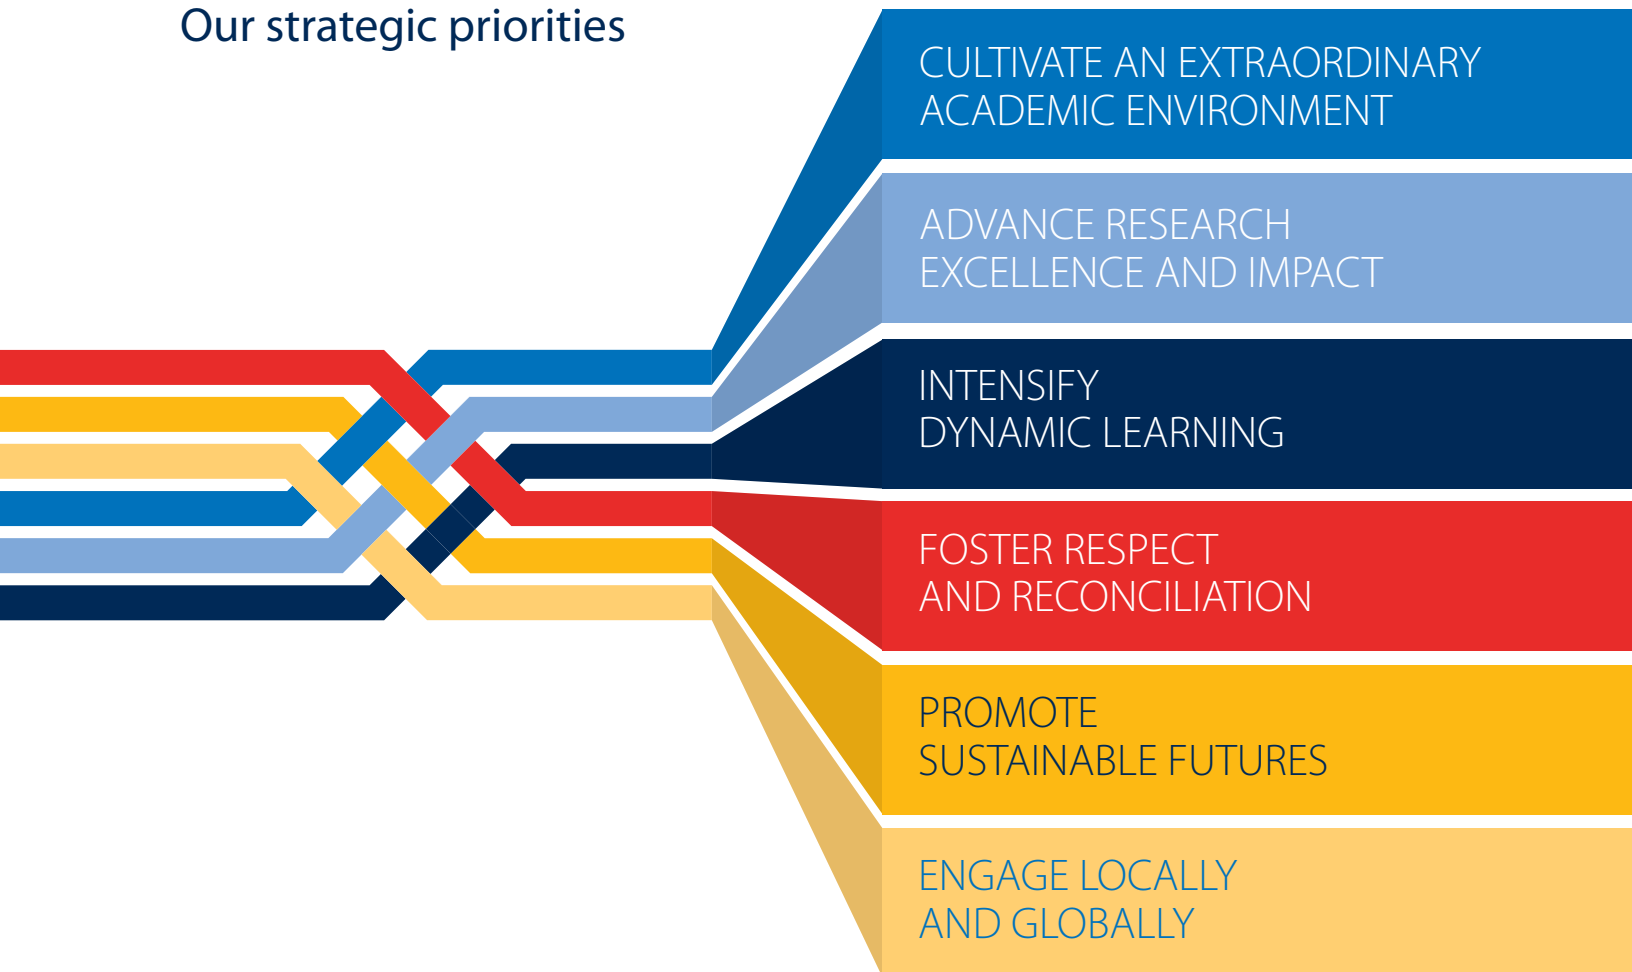 Our strategic priorities
CULTIVATE AN EXTRAORDINARY
ACADEMIC ENVIRONMENT
ADVANCE RESEARCH
EXCELLENCE AND IMPACT
INTENSIFY
DYNAMIC LEARNING
FOSTER RESPECT
AND RECONCILIATION
PROMOTE
SUSTAINABLE FUTURES
ENGAGE LOCALLY
AND GLOBALLY